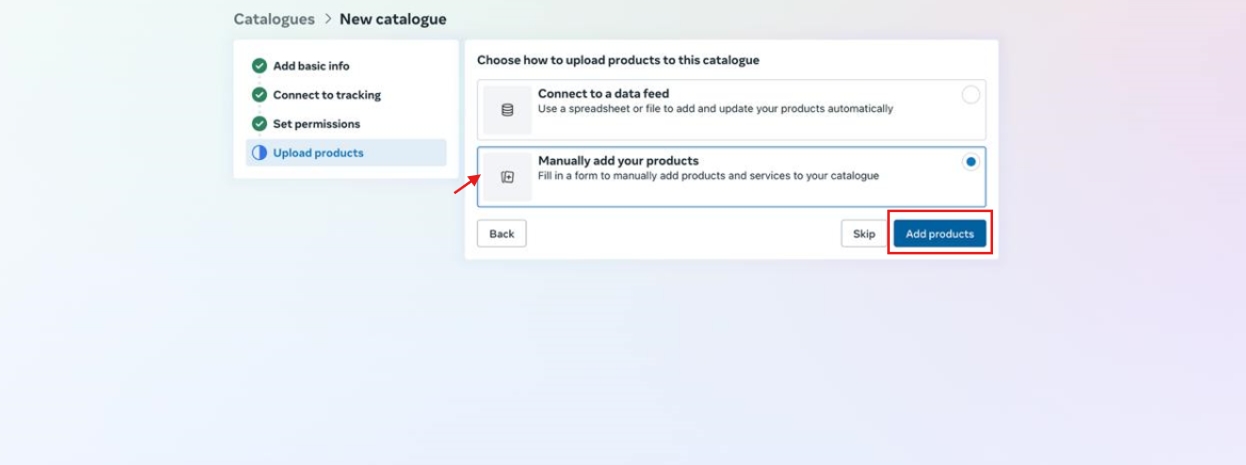 Catalogues > New catalogue
Add basic info
Connect to tracking
Set permissions
Upload products
Choose how to upload products to this catalogue
Connect to a data feed
Use a spreadsheet or file to add and update your products automatically
Manually add your products
Fill in a form to manually add products and services to your catalogue
Back
Skip
Add products